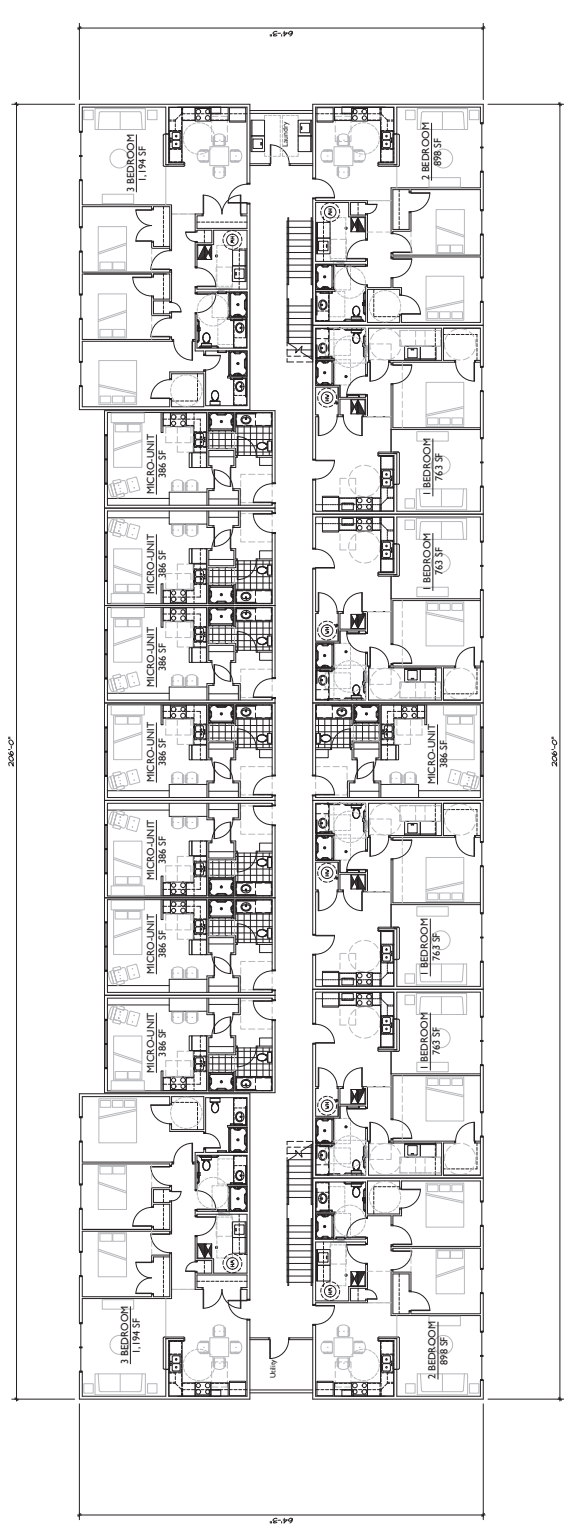 64'-3"
206'-0"
206'-0"
3 BEDROOM
1,194 SF
Laundry
2 BEDROOM
898 SF
MICRO-UNIT
386 SF
1 BEDROOM
763 SF
MICRO-UNIT
386 SF
1 BEDROOM
763 SF
MICRO-UNIT
386 SF
MICRO-UNIT
386 SF
MICRO-UNIT
386 SF
MICRO-UNIT
386 SF
MICRO-UNIT
386 SF
1 BEDROOM
763 SF
MICRO-UNIT
386 SF
1 BEDROOM
763 SF
3 BEDROOM
1,194 SF
Utility
2 BEDROOM
898 SF
64'-3"